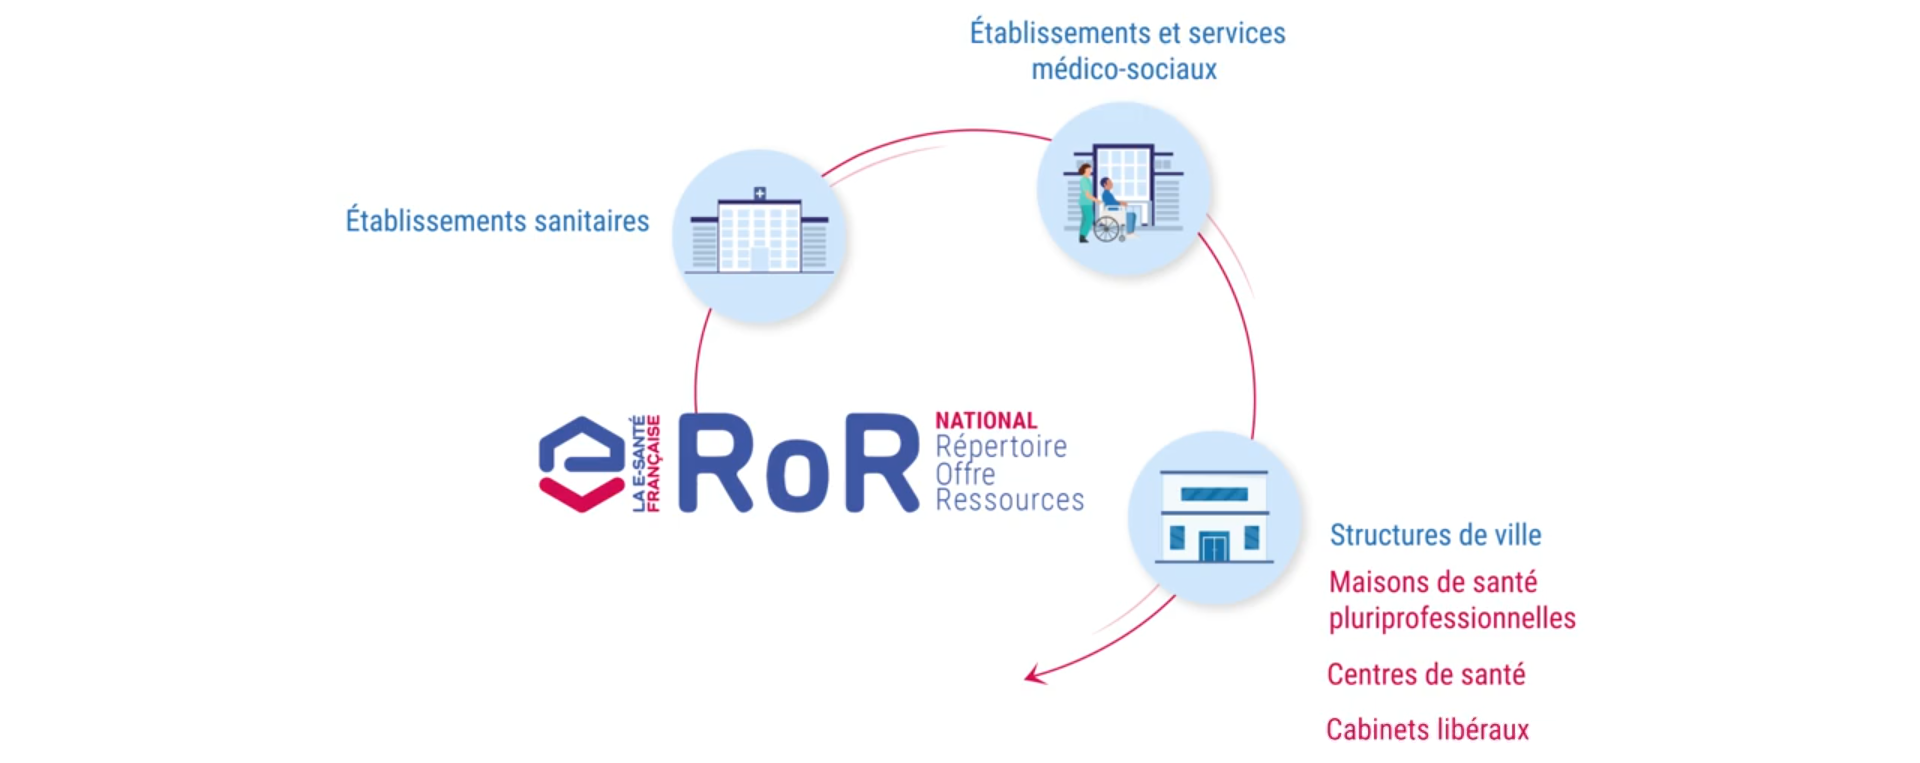 Établissements et services
médico-sociaux
Établissements sanitaires
LA E-SANTÉ
FRANÇAISE
RoR
NATIONAL
Répertoire
Offre
Ressources
Structures de ville
Maisons de santé
pluriprofessionnelles
Centres de santé
Cabinets libéraux